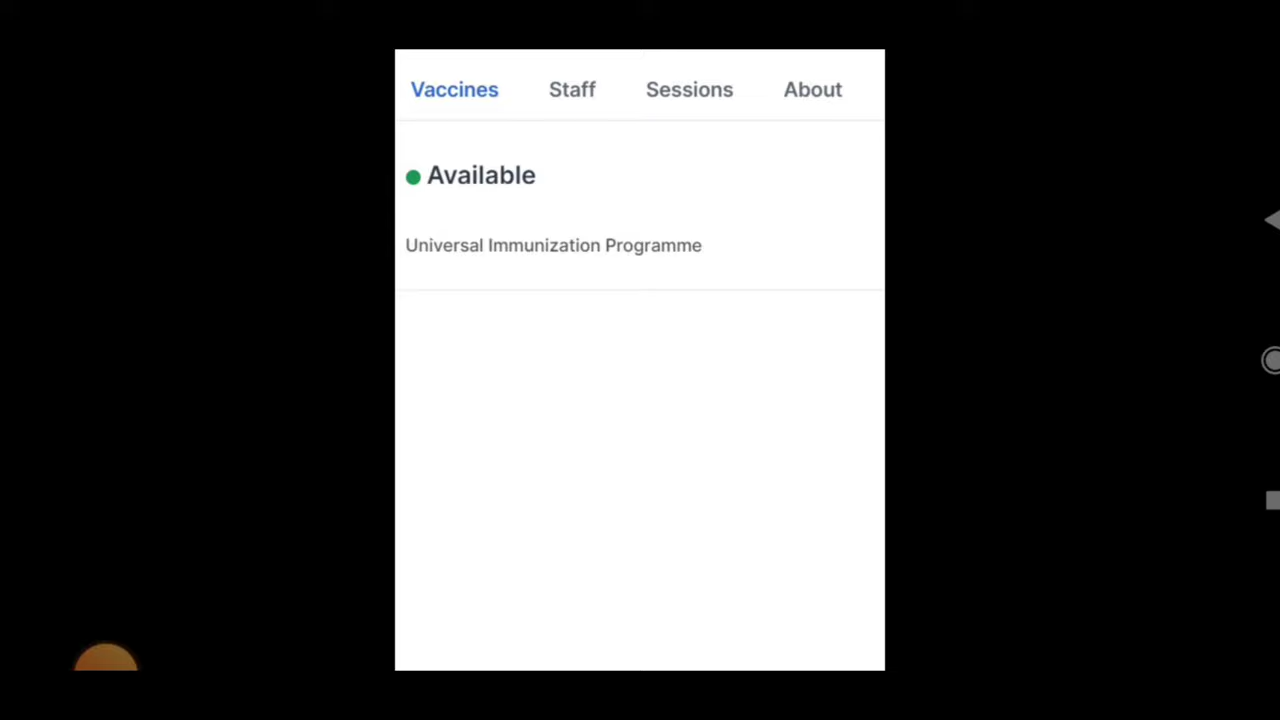 Vaccines Staff Sessions About
Available
Universal Immunization Programme